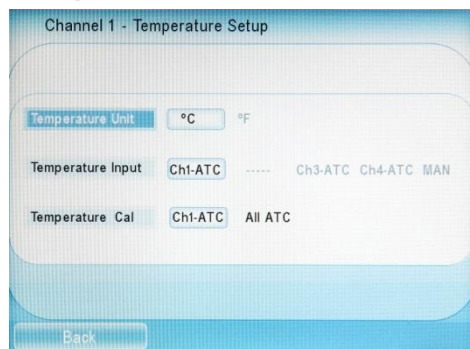 Channel 1 - Temperature Setup
Temperature Unit °C °F
Temperature Input Ch1-ATC ----- Ch3-ATC Ch4-ATC MAN
Temperature Cal Ch1-ATC All ATC
Back